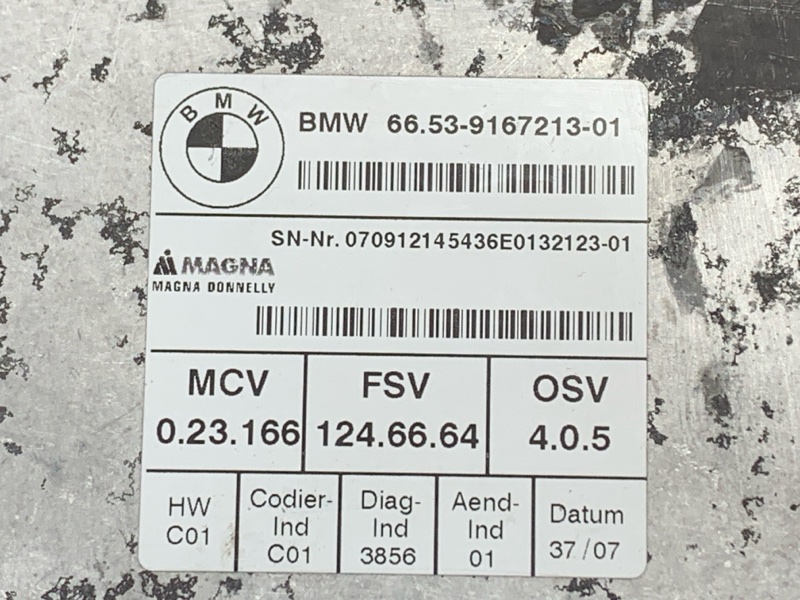 BMW
BMW 66.53-9167213-01
SN-Nr. 070912145436E0132123-01
MAGNA
MAGNA DONNELLY
MCV FSV OSV
0.23.166 124.66.64 4.0.5
HW Codier- Diag- Aend- Datum
C01 Ind Ind Ind 37/07
C01 3856 01